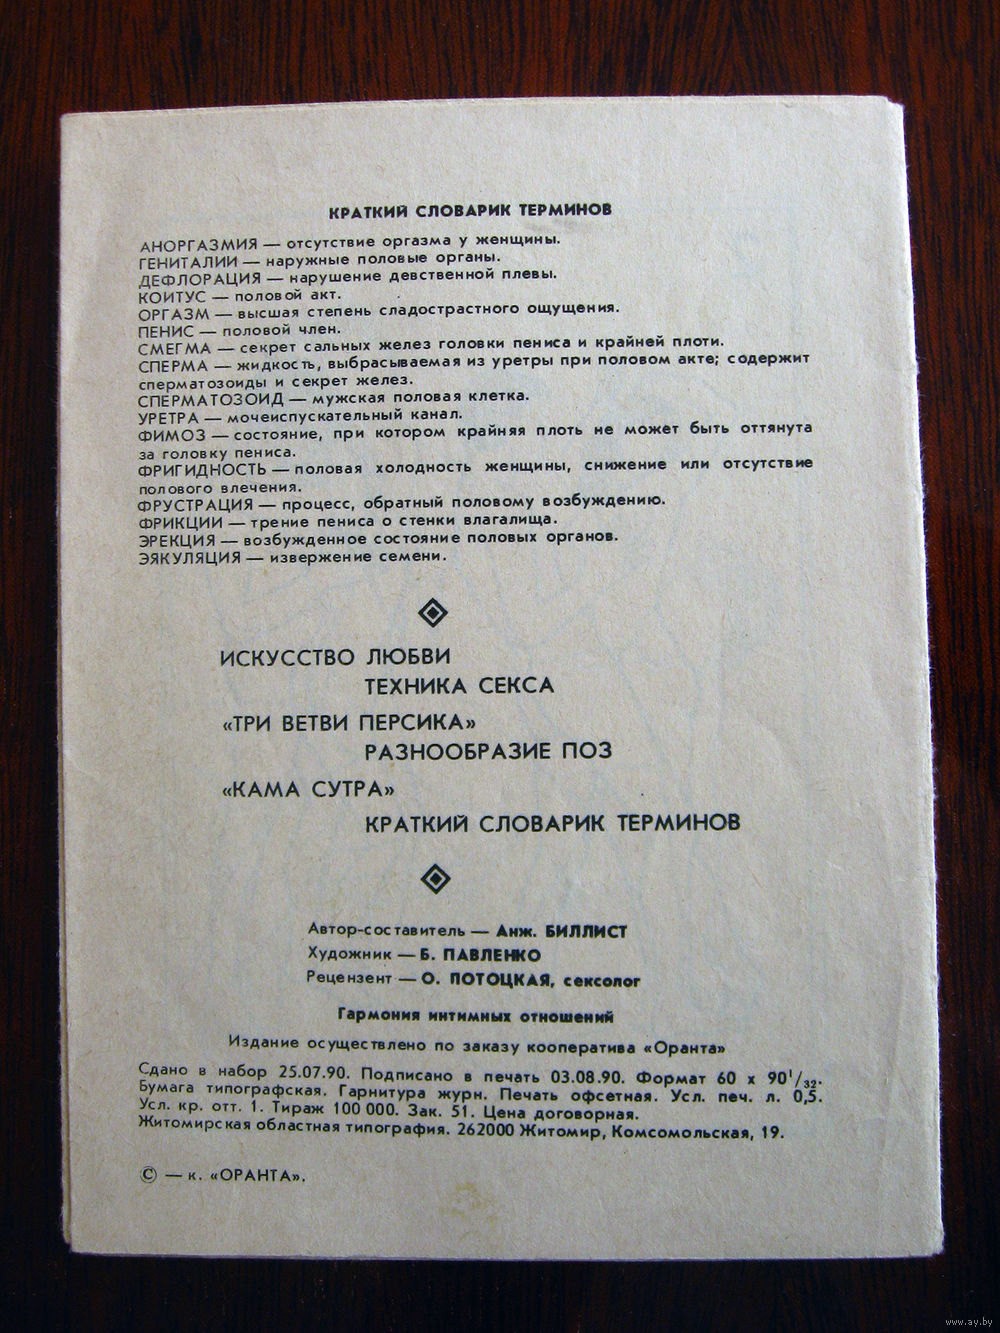 КРАТКИЙ СЛОВАРИК ТЕРМИНОВ
АНОРГАЗМИЯ — отсутствие оргазма у женщины.
ГЕНИТАЛИИ — наружные половые органы.
ДЕФЛОРАЦИЯ — нарушение девственной плевы.
КОИТУС — половой акт.
ОРГАЗМ — высшая степень сладострастного ощущения.
ПЕНИС — половой член.
СМЕГМА — секрет сальных желез головки пениса и крайней плоти.
СПЕРМА — жидкость, выбрасываемая из уретры при половом акте; содержит
сперматозоиды и секрет желез.
СПЕРМАТОЗОИД — мужская половая клетка.
УРЕТРА — мочеиспускательный канал.
ФИМОЗ — состояние, при котором крайняя плоть не может быть оттянута
за головку пениса.
ФРИГИДНОСТЬ — половая холодность женщины, снижение или отсутствие
полового влечения.
ФРУСТРАЦИЯ — процесс, обратный половому возбуждению.
ФРИКЦИИ — трение пениса о стенки влагалища.
ЭРЕКЦИЯ — возбужденное состояние половых органов.
ЭЯКУЛЯЦИЯ — извержение семени.
ИСКУССТВО ЛЮБВИ
ТЕХНИКА СЕКСА
«ТРИ ВЕТВИ ПЕРСИКА»
РАЗНООБРАЗИЕ ПОЗ
«КАМА СУТРА»
КРАТКИЙ СЛОВАРИК ТЕРМИНОВ
Автор-составитель — Анж. БИЛЛИСТ
Художник — Б. ПАВЛЕНКО
Рецензент — О. ПОТОЦКАЯ, сексолог
Гармония интимных отношений
Издание осуществлено по заказу кооператива «Оранта»
Сдано в набор 25.07.90. Подписано в печать 03.08.90. Формат 60 х 90¹/₃₂.
Бумага типографская. Гарнитура журн. Печать офсетная. Усл. печ. л. 0,5.
Усл. кр. отт. 1. Тираж 100 000. Зак. 51. Цена договорная.
Житомирская областная типография. 262000 Житомир, Комсомольская, 19.
© — к. «ОРАНТА».
www.ay.by